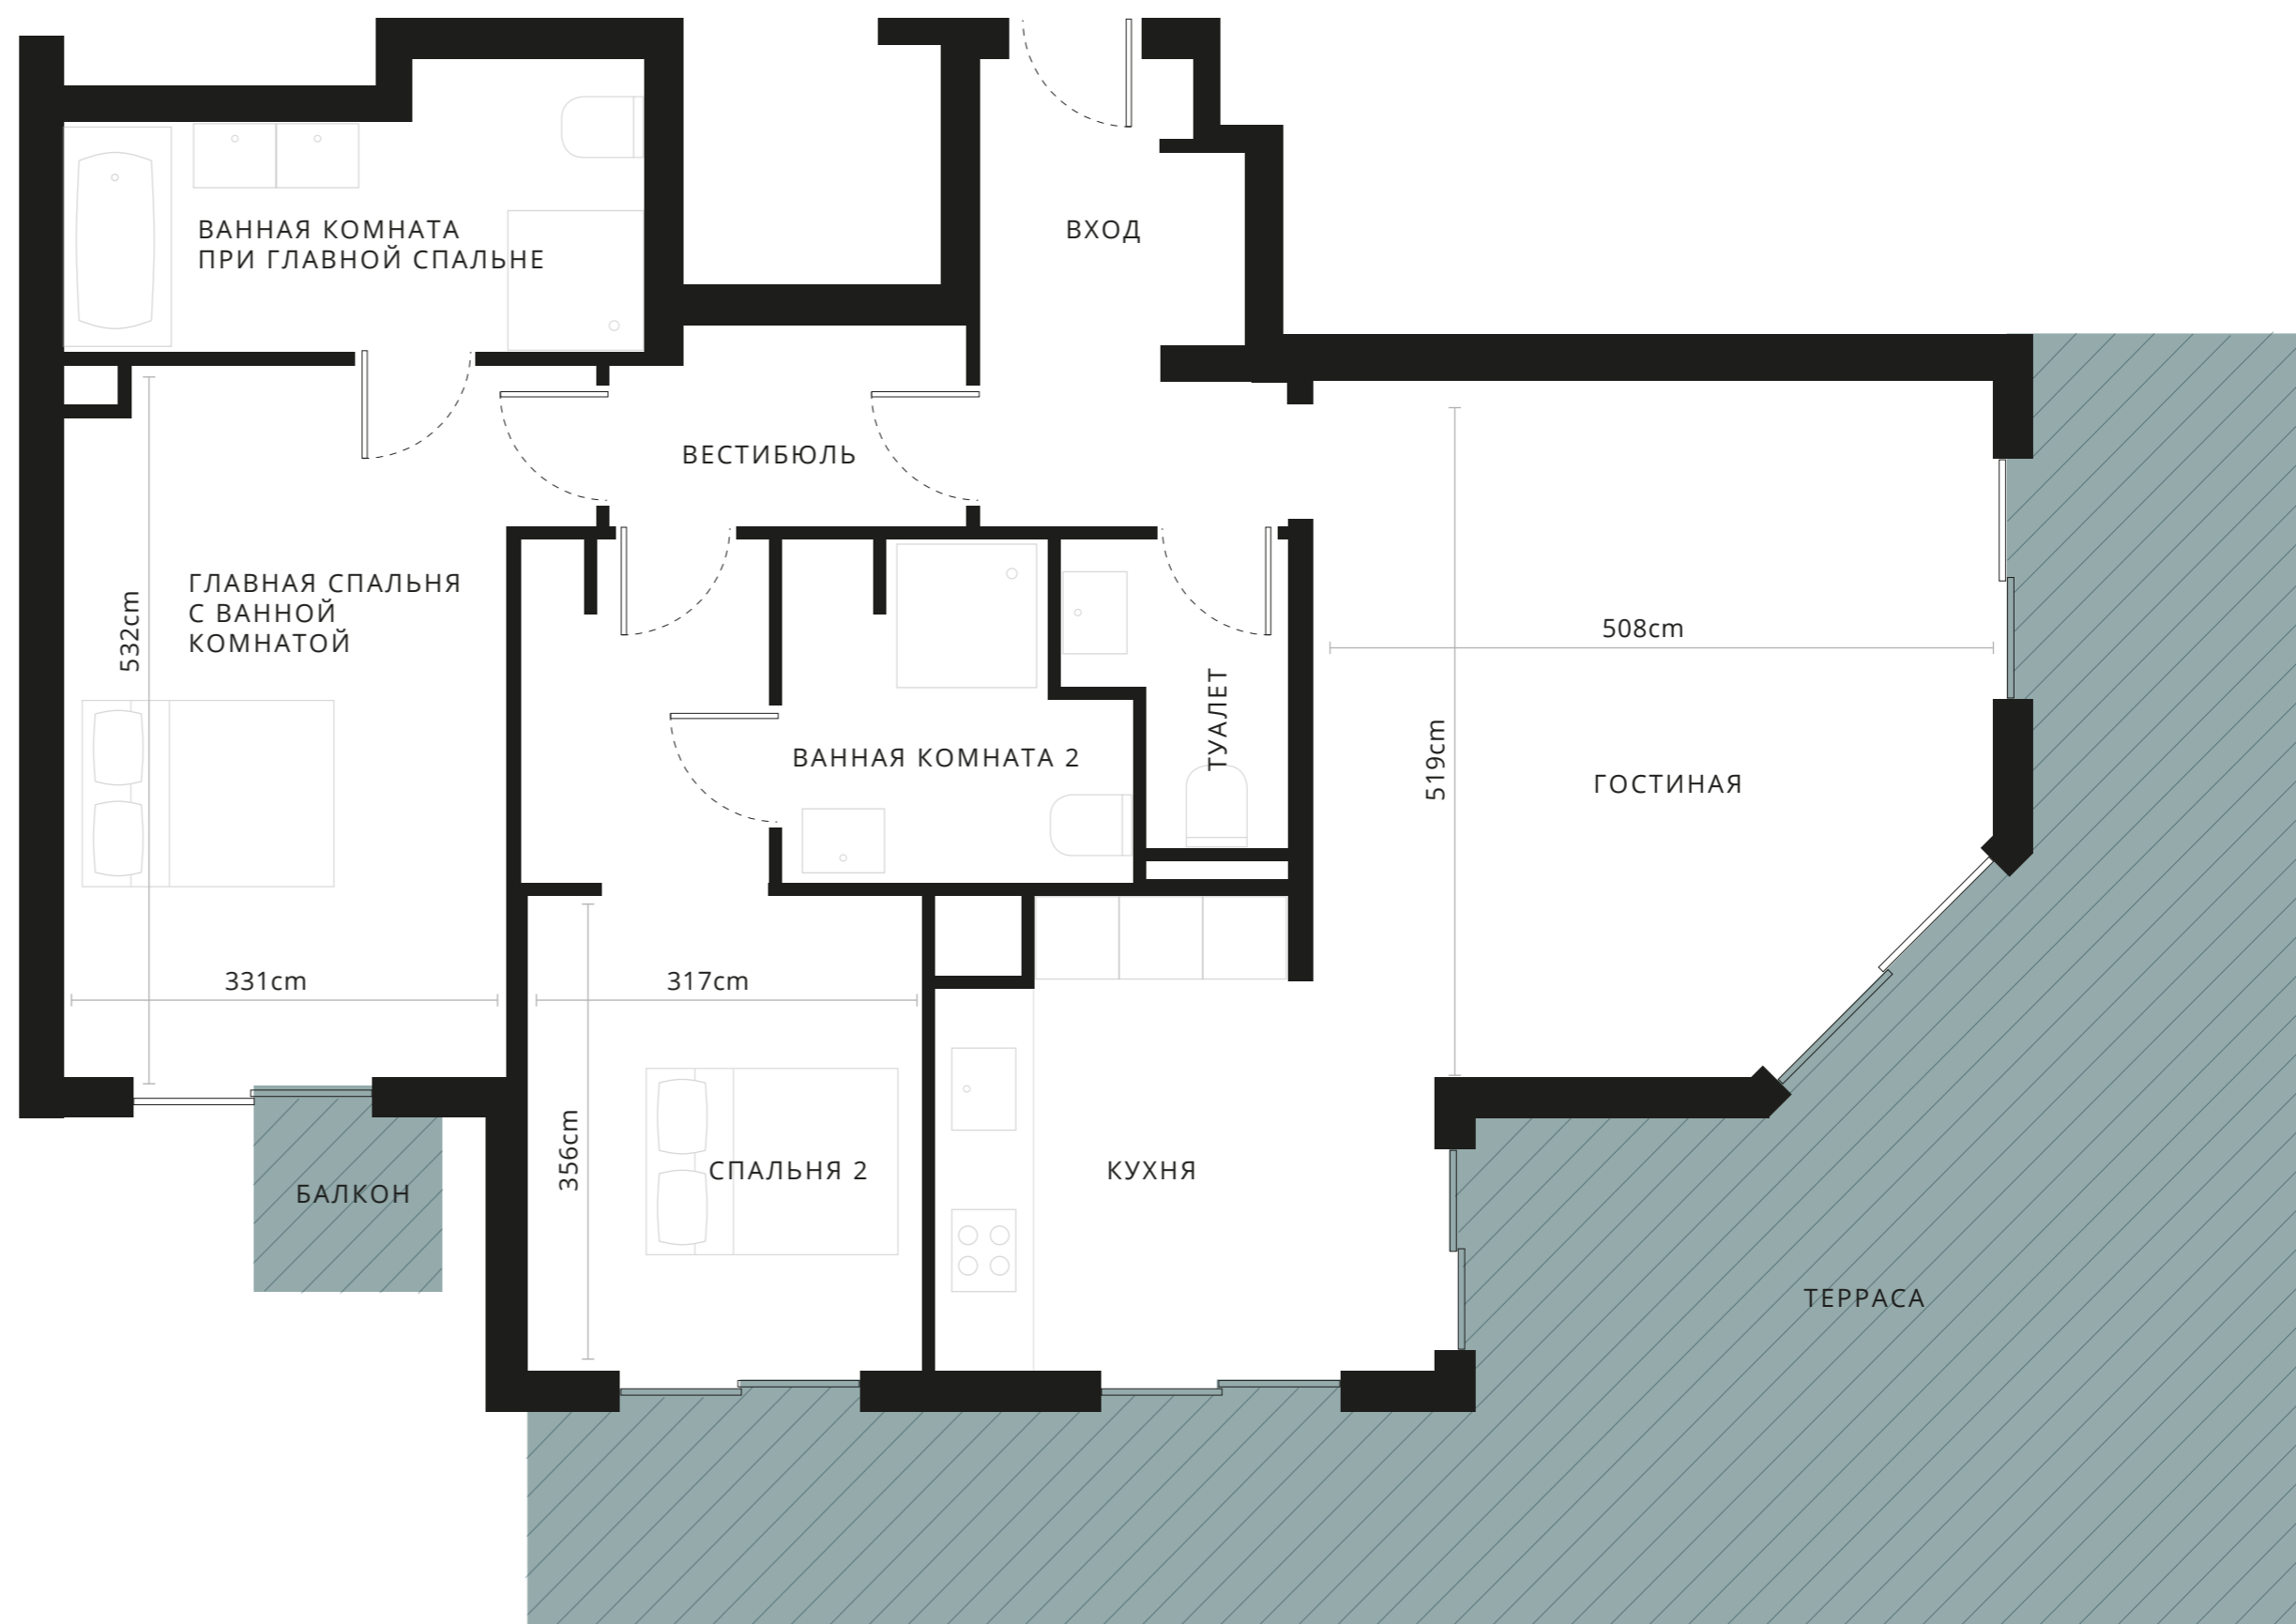 ВАННАЯ КОМНАТА
ПРИ ГЛАВНОЙ СПАЛЬНЕ
ВХОД
ВЕСТИБЮЛЬ
ГЛАВНАЯ СПАЛЬНЯ
С ВАННОЙ
КОМНАТОЙ
532cm
508cm
519cm
ТУАЛЕТ
ВАННАЯ КОМНАТА 2
ГОСТИНАЯ
331cm
317cm
356cm
СПАЛЬНЯ 2
КУХНЯ
БАЛКОН
ТЕРРАСА